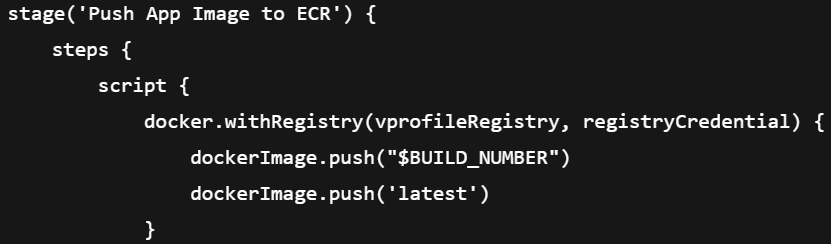 stage('Push App Image to ECR') {
    steps {
        script {
            docker.withRegistry(vprofileRegistry, registryCredential) {
                dockerImage.push("$BUILD_NUMBER")
                dockerImage.push('latest')
            }